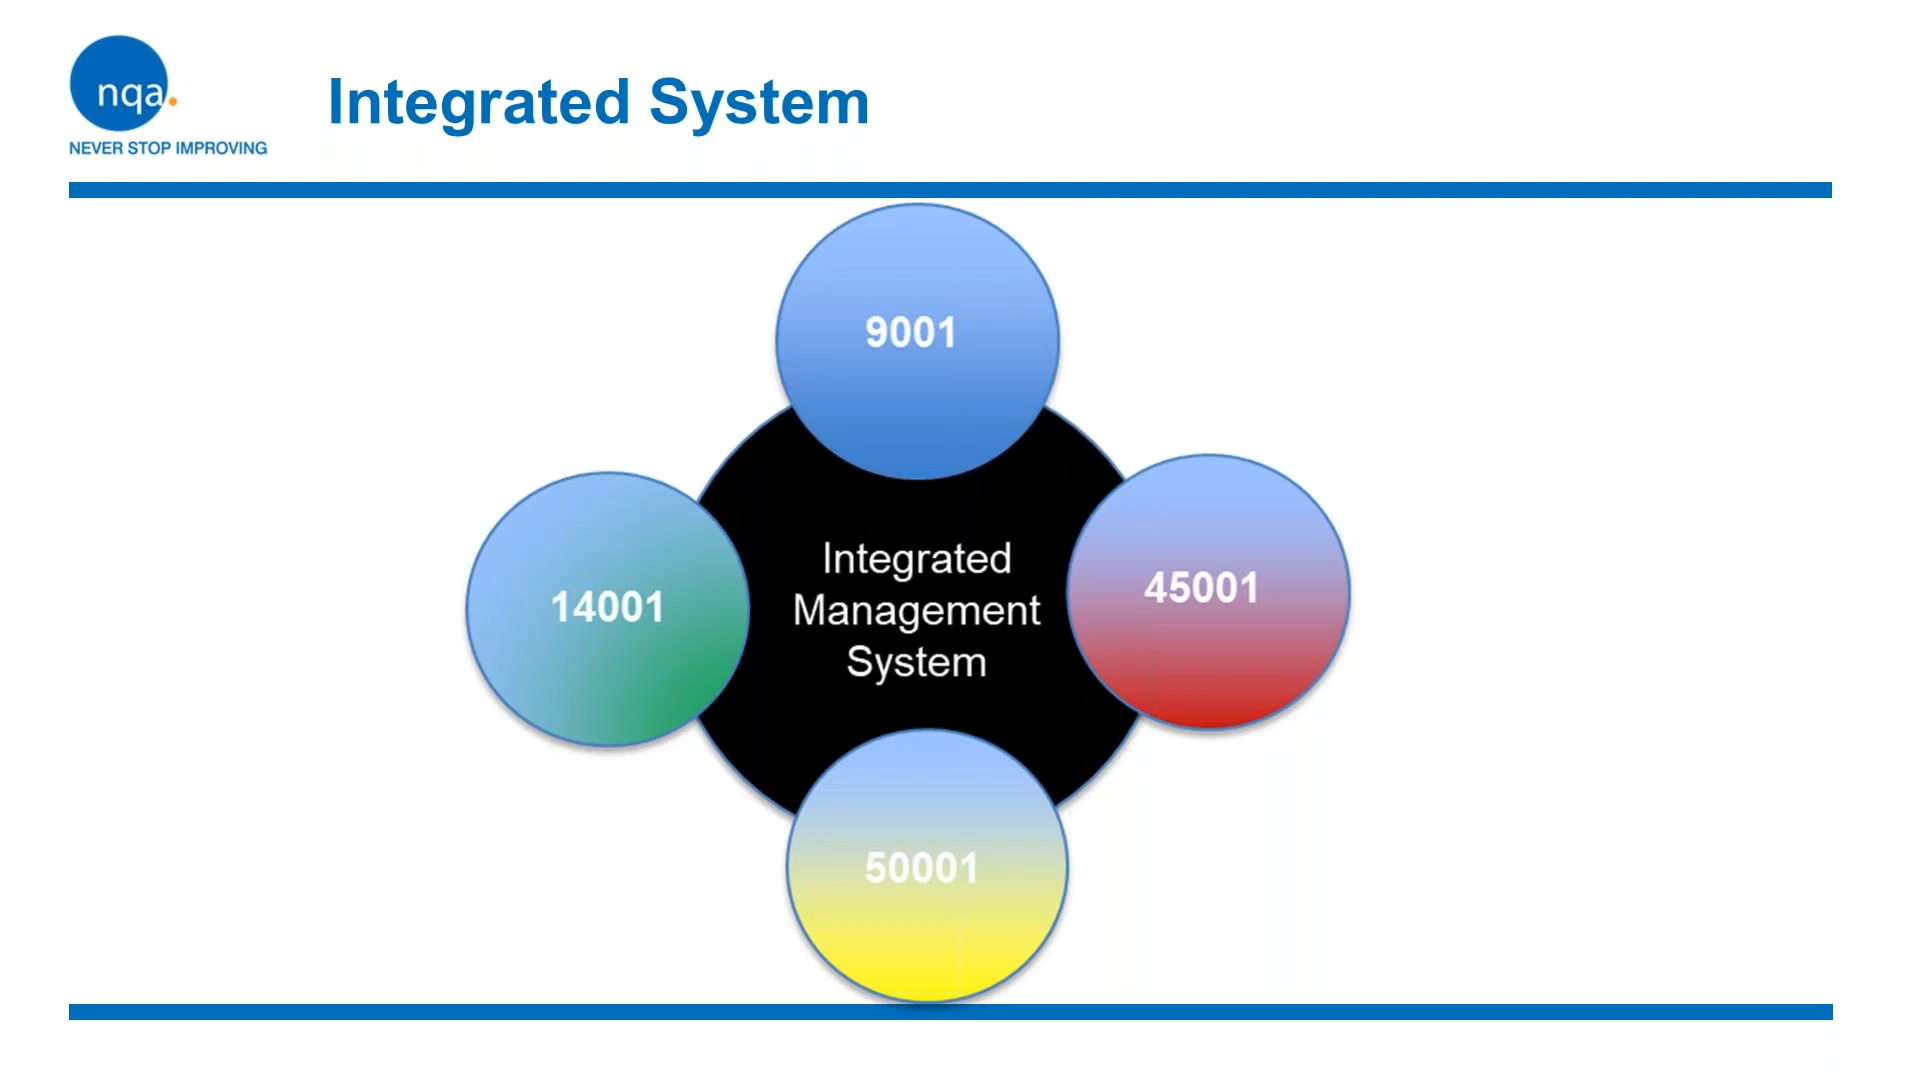 nqa.
NEVER STOP IMPROVING
Integrated System
9001
14001
Integrated
Management
System
45001
50001